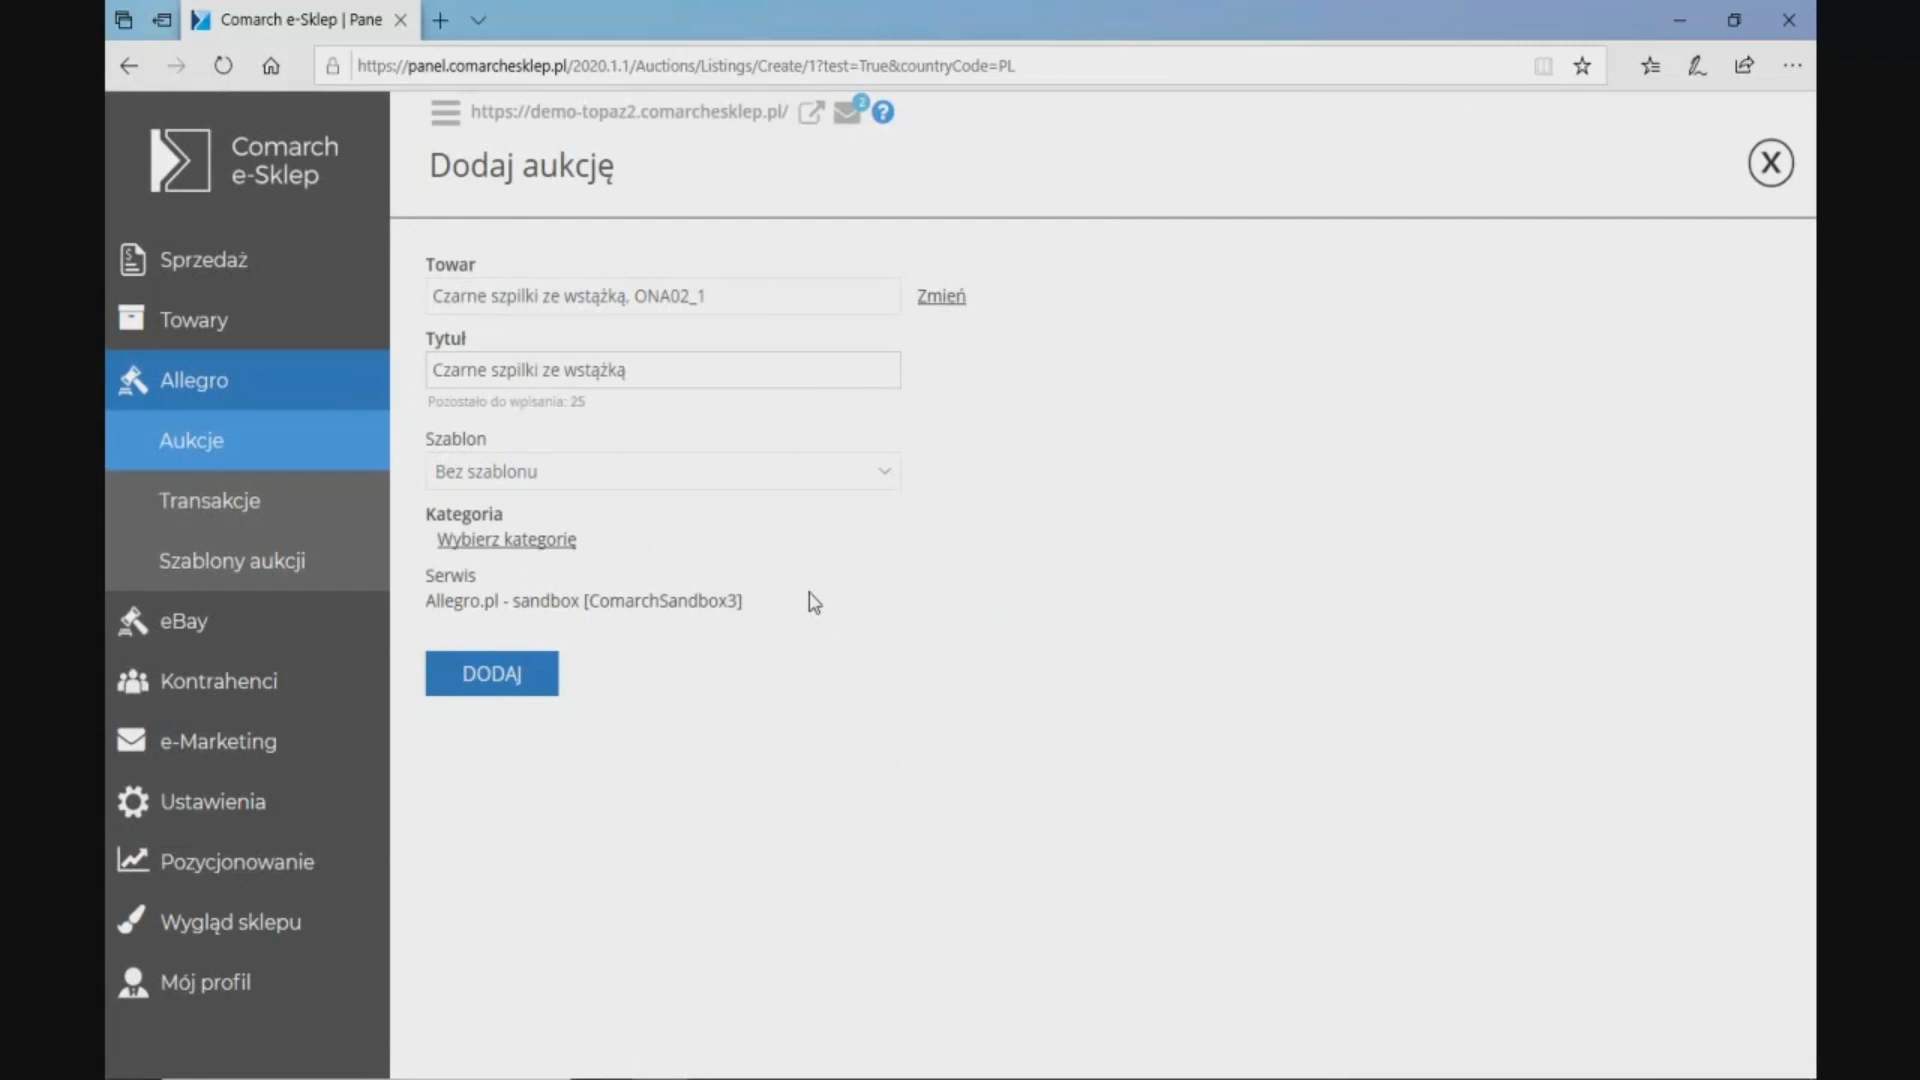 Comarch e-Sklep | Pane
https://panel.comarchesklep.pl/2020.1.1/Auctions/Listings/Create/1?test=True&countryCode=PL
https://demo-topaz2.comarchesklep.pl/
2
?
Comarch
e-Sklep
Dodaj aukcję
X
Sprzedaż
Towary
Allegro
Aukcje
Transakcje
Szablony aukcji
eBay
Kontrahenci
e-Marketing
Ustawienia
Pozycjonowanie
Wygląd sklepu
Mój profil
Towar
Czarne szpilki ze wstążką, ONA02_1
Zmień
Tytuł
Czarne szpilki ze wstążką
Pozostało do wpisania: 25
Szablon
Bez szablonu
Kategoria
Wybierz kategorię
Serwis
Allegro.pl - sandbox [ComarchSandbox3]
DODAJ